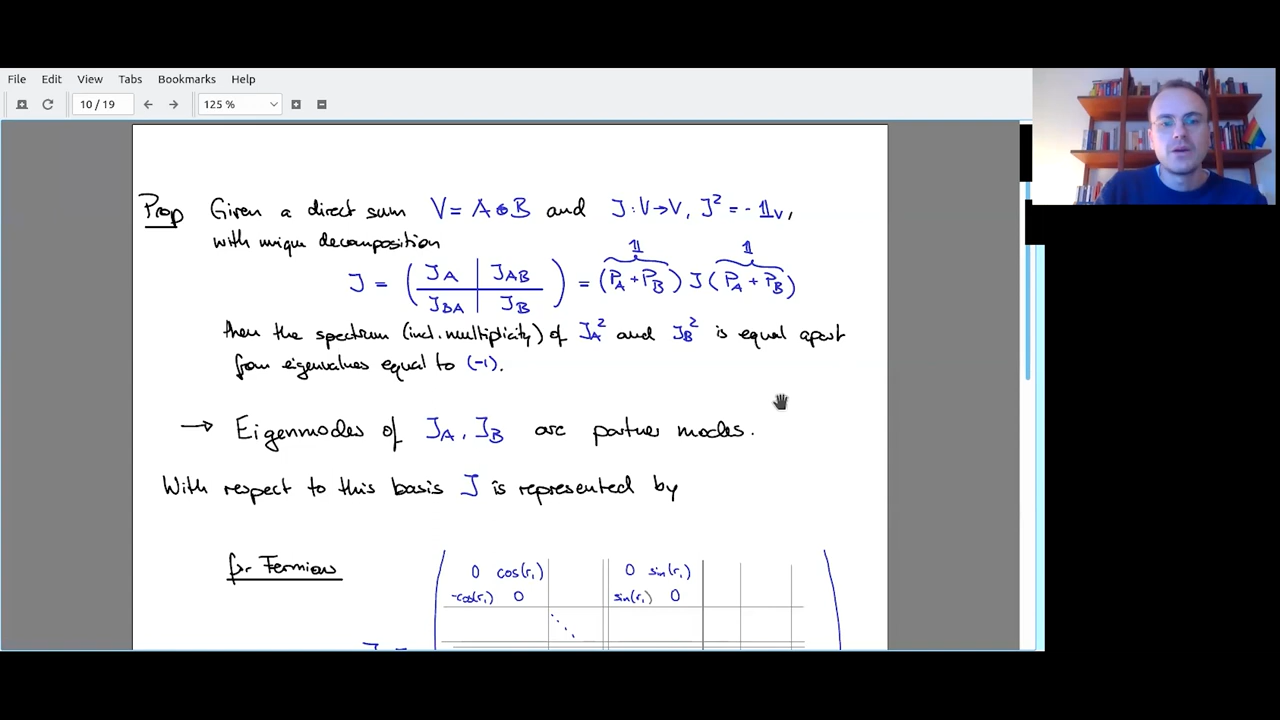 File Edit View Tabs Bookmarks Help
10 / 19 125 %
Prop Given a direct sum V = A ⊕ B and J : V → V, J² = -𝟙_V,
with unique decomposition
𝟙 𝟙
J = ( J_A | J_AB ) = (P_A + P_B) J (P_A + P_B)
J_BA | J_B
then the spectrum (incl. multiplicity) of J_A² and J_B² is equal apart
from eigenvalues equal to (-1).
→ Eigenmodes of J_A, J_B are partner modes.
With respect to this basis J is represented by
for Fermions
0 cos(r₁) 0 sin(r₁)
-cos(r₁) 0 sin(r₁) 0